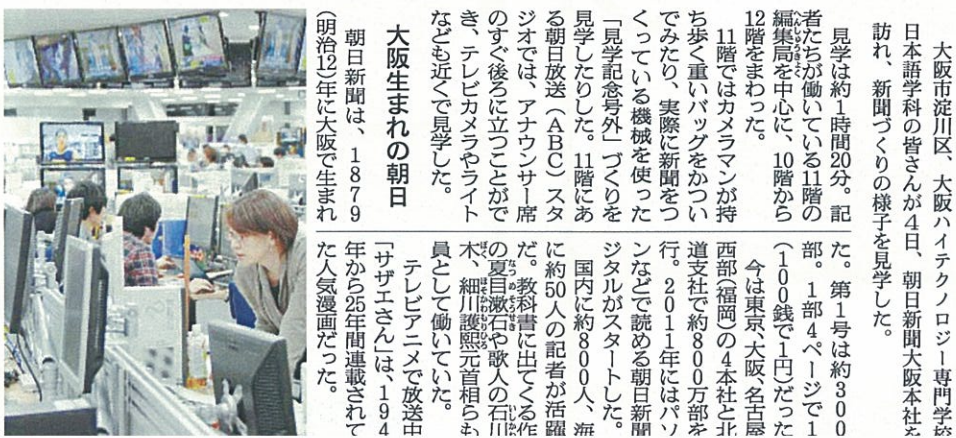 大阪市淀川区、大阪ハイテクノロジー専門学校
日本語学科の皆さんが4日、朝日新聞大阪本社を
訪れ、新聞づくりの様子を見学した。
見学は約1時間20分。記
者たちが働いている11階の
編集局を中心に、10階から
12階をまわった。
11階ではカメラマンが持
ち歩く重いバッグをかつい
でみたり、実際に新聞をつ
くっている機械を使った
「見学記念号外」づくりを
見学したりした。11階にあ
る朝日放送(ABC)スタ
ジオでは、アナウンサー席
のすぐ後ろに立つことがで
き、テレビカメラやライト
なども近くで見学した。
大阪生まれの朝日
朝日新聞は、1879
(明治12)年に大阪で生まれ
た。第1号は約300
部。1部4ページで1
(100銭で1円)だった
今は東京、大阪、名古屋
西部(福岡)の4本社と北
道支社で約800万部を
行。2011年にはパソ
ンなどで読める朝日新聞
ジタルがスタートした。
国内に約800人、海
に約50人の記者が活躍
だ。教科書に出てくる作
の夏目漱石や歌人の石川
木、細川護熙元首相らも
員として働いていた。
テレビアニメで放送中
「サザエさん」は、194
年から25年間連載されて
た人気漫画だった。